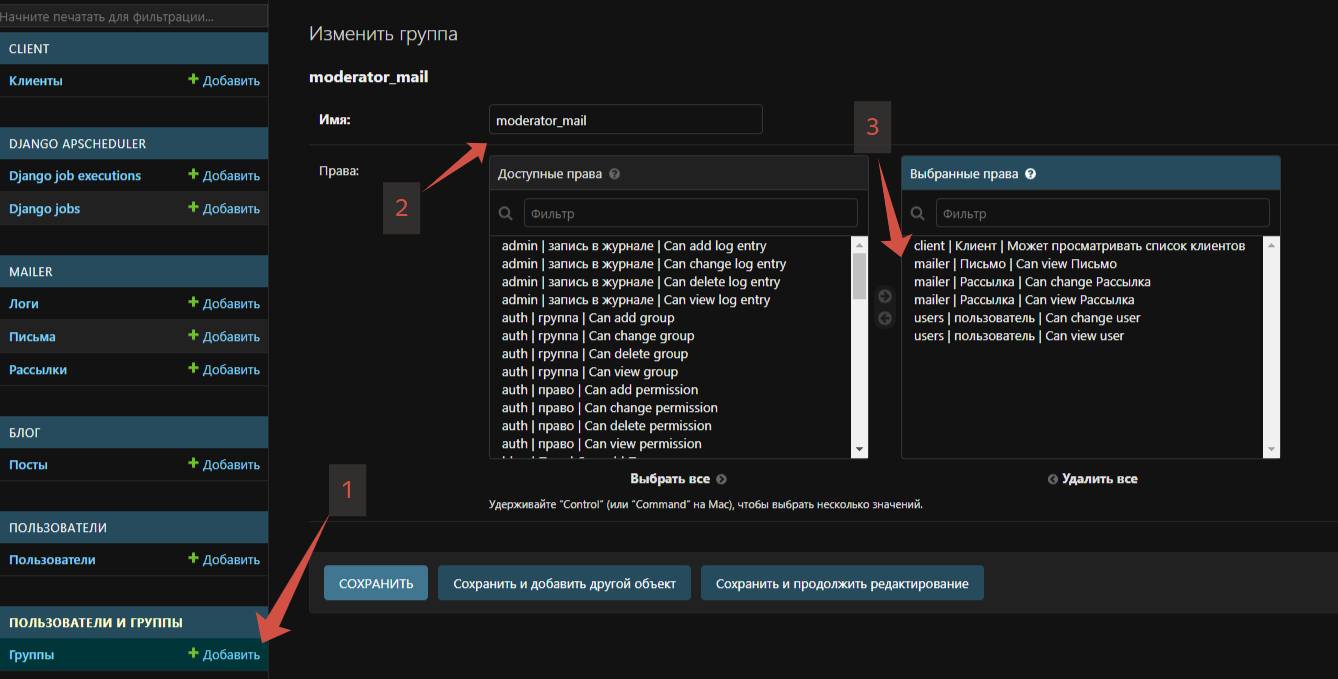 Начните печатать для фильтрации...
CLIENT
Клиенты Добавить
DJANGO APSCHEDULER
Django job executions Добавить
Django jobs Добавить
MAILER
Логи Добавить
Письма Добавить
Рассылки Добавить
БЛОГ
Посты Добавить
ПОЛЬЗОВАТЕЛИ
Пользователи Добавить
ПОЛЬЗОВАТЕЛИ И ГРУППЫ
Группы Добавить
1
Изменить группа
moderator_mail
Имя: moderator_mail
2
3
Права:
Доступные права ?
Фильтр
admin | запись в журнале | Can add log entry
admin | запись в журнале | Can change log entry
admin | запись в журнале | Can delete log entry
admin | запись в журнале | Can view log entry
auth | группа | Can add group
auth | группа | Can change group
auth | группа | Can delete group
auth | группа | Can view group
auth | право | Can add permission
auth | право | Can change permission
auth | право | Can delete permission
auth | право | Can view permission
Выбрать все
Выбранные права ?
Фильтр
client | Клиент | Может просматривать список клиентов
mailer | Письмо | Can view Письмо
mailer | Рассылка | Can change Рассылка
mailer | Рассылка | Can view Рассылка
users | пользователь | Can change user
users | пользователь | Can view user
Удалить все
Удерживайте "Control" (или "Command" на Mac), чтобы выбрать несколько значений.
СОХРАНИТЬ
Сохранить и добавить другой объект
Сохранить и продолжить редактирование